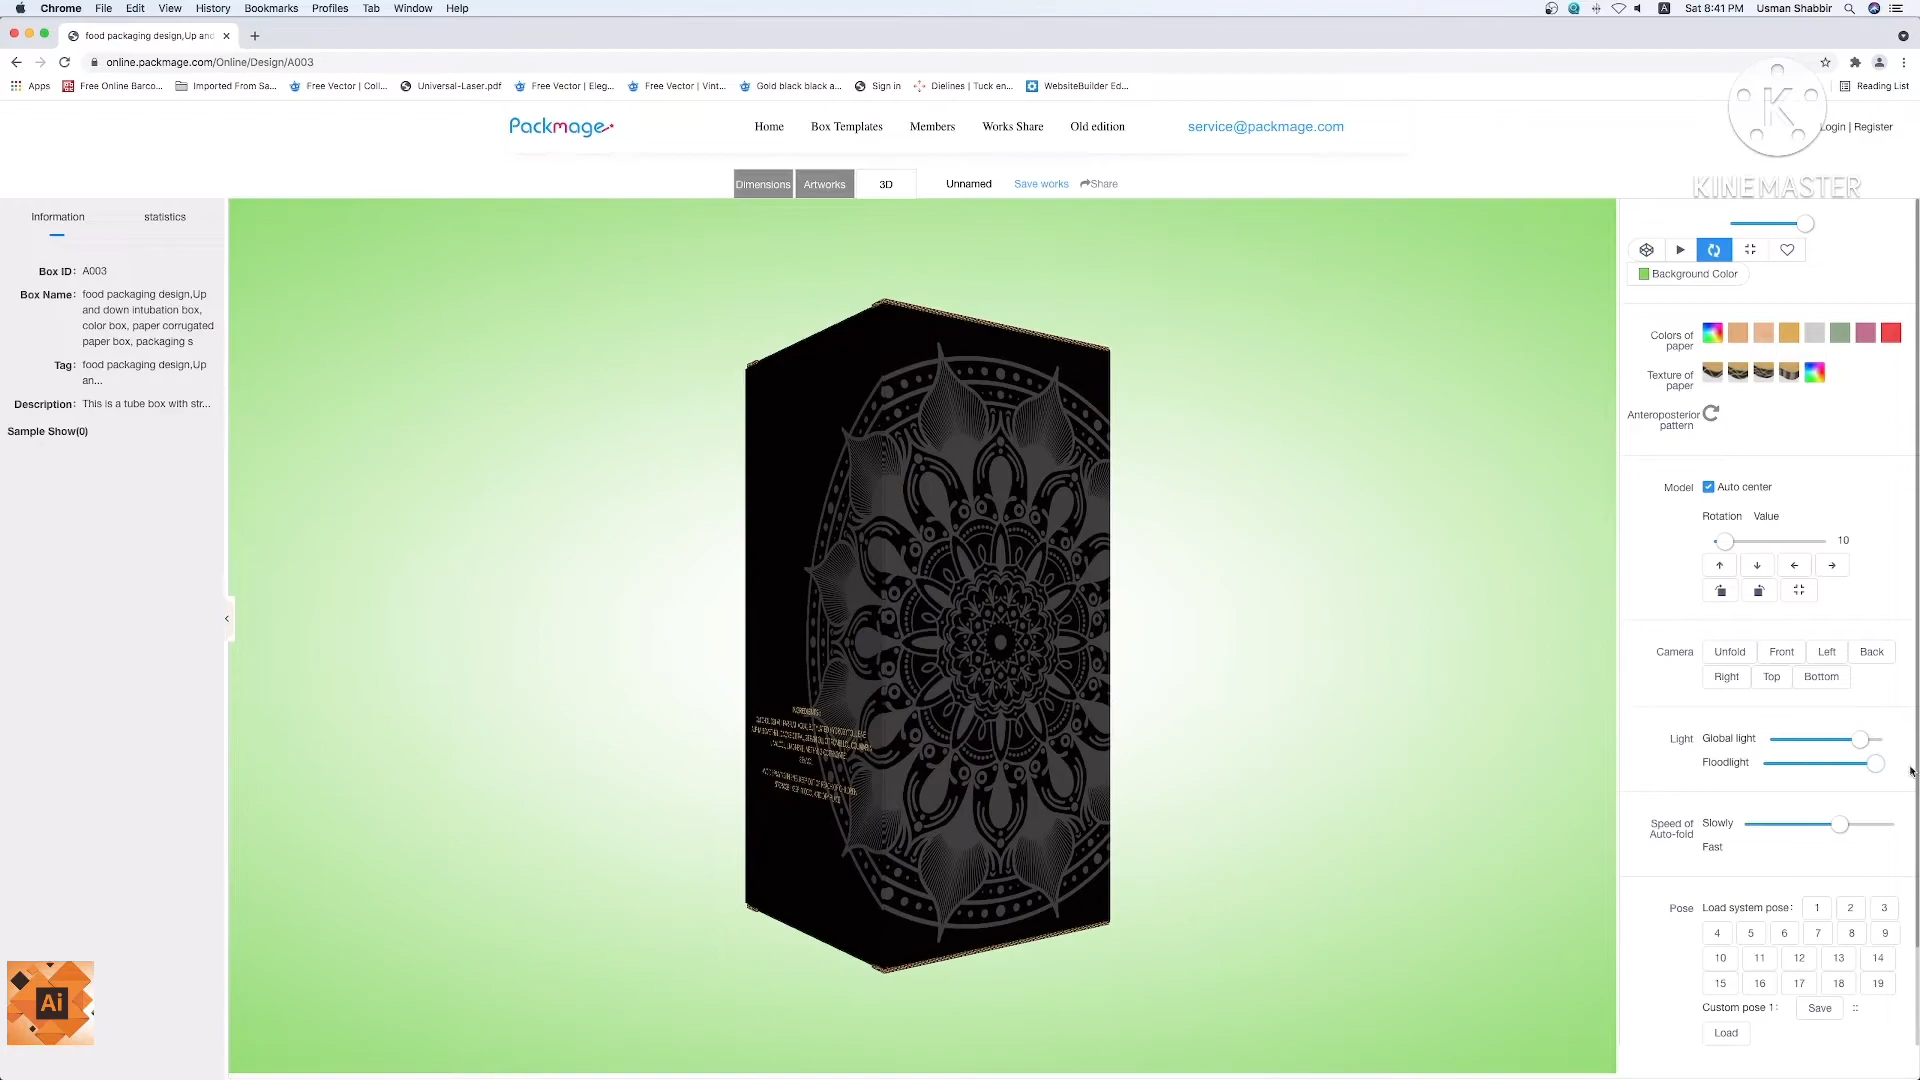 Chrome File Edit View History Bookmarks Profiles Tab Window Help
A Sat 8:41 PM Usman Shabbir
food packaging design,Up and
online.packmage.com/Online/Design/A003
Apps Free Online Barco... Imported From Sa... Free Vector | Coll... Universal-Laser.pdf Free Vector | Eleg... Free Vector | Vint... Gold black black a... Sign in Dielines | Tuck en... WebsiteBuilder Ed... Reading List
Packmage Home Box Templates Members Works Share Old edition service@packmage.com Login | Register
K
KINEMASTER
Dimensions Artworks 3D Unnamed Save works Share
Information statistics
Box ID: A003
Box Name: food packaging design,Up
and down intubation box,
color box, paper corrugated
paper box, packaging s
Tag: food packaging design,Up
an...
Description: This is a tube box with str...
Sample Show(0)
INGREDIENTS:
Ai
Background Color
Colors of
paper
Texture of
paper
Anteroposterior
pattern
Model Auto center
Rotation Value
10
Camera Unfold Front Left Back
Right Top Bottom
Light Global light
Floodlight
Speed of
Auto-fold
Slowly
Fast
Pose Load system pose: 1 2 3
4 5 6 7 8 9
10 11 12 13 14
15 16 17 18 19
Custom pose 1: Save ::
Load